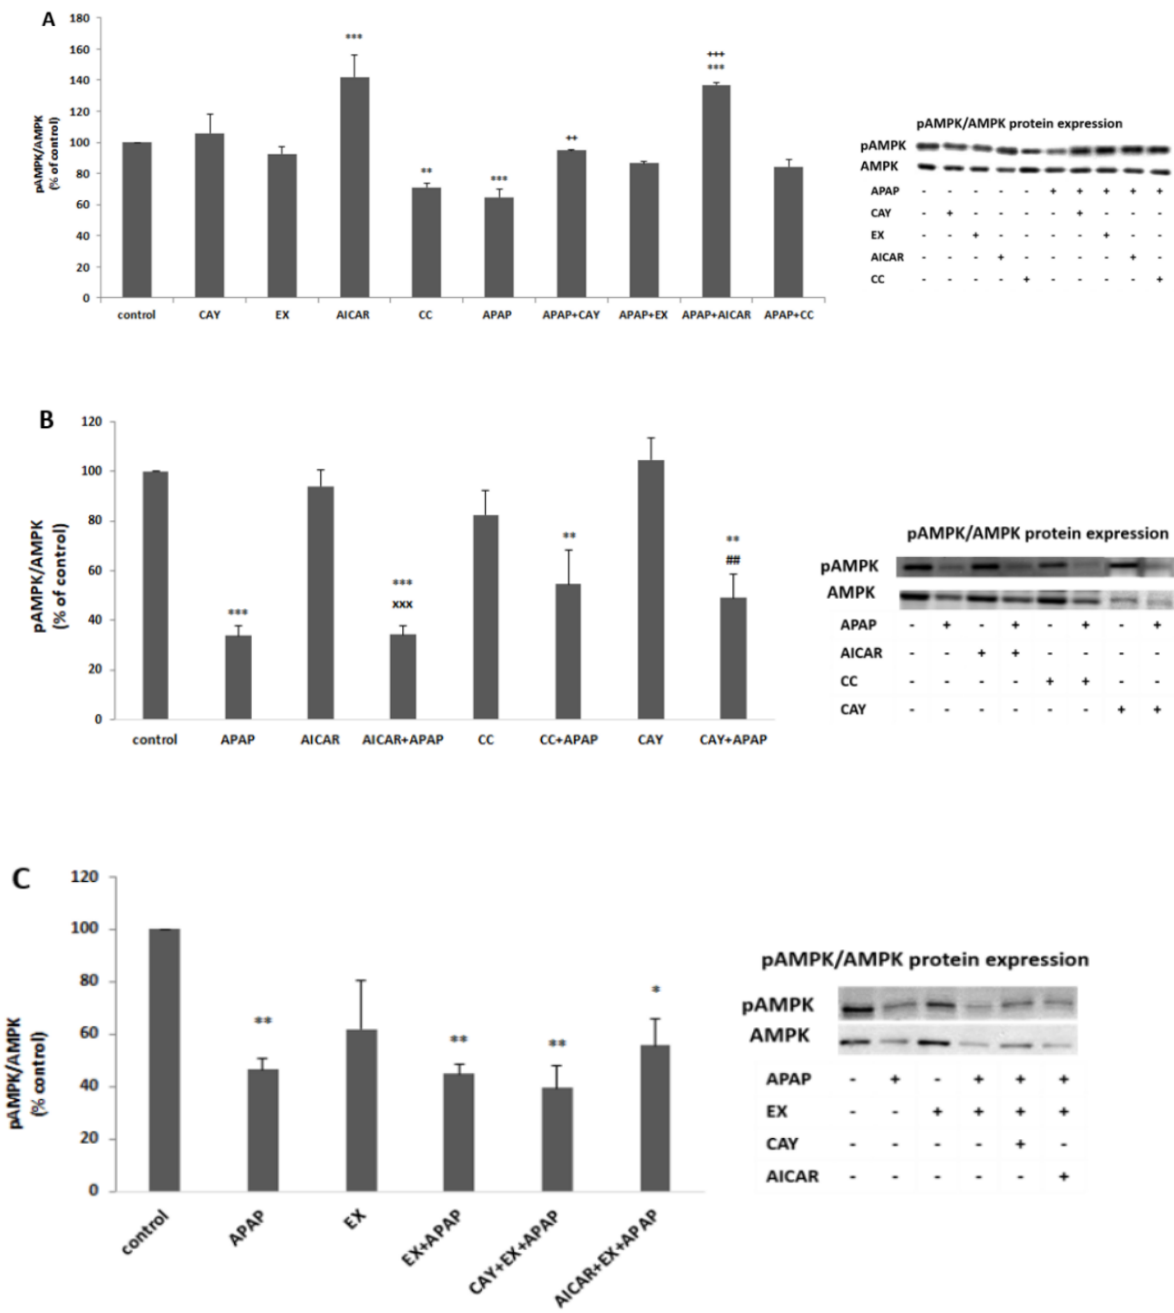 A
180
160
140
120
100
80
60
40
20
0
pAMPK/AMPK
(% of control)
***
**
***
++
+++
***
control CAY EX AICAR CC APAP APAP+CAY APAP+EX APAP+AICAR APAP+CC
pAMPK/AMPK protein expression
pAMPK
AMPK
APAP - - - - - + + + + +
CAY - + - - - - + - - -
EX - - + - - - - + - -
AICAR - - - + - - - - + -
CC - - - - + - - - - +
B
120
100
80
60
40
20
0
pAMPK/AMPK
(% of control)
***
***
xxx
**
**
##
control APAP AICAR AICAR+APAP CC CC+APAP CAY CAY+APAP
pAMPK/AMPK protein expression
pAMPK
AMPK
APAP - + - + - + - +
AICAR - - + + - - - -
CC - - - - + + - -
CAY - - - - - - + +
C
120
100
80
60
40
20
0
pAMPK/AMPK
(% control)
**
**
**
*
control APAP EX EX+APAP CAY+EX+APAP AICAR+EX+APAP
pAMPK/AMPK protein expression
pAMPK
AMPK
APAP - + - + + +
EX - - + + + +
CAY - - - - + -
AICAR - - - - - +